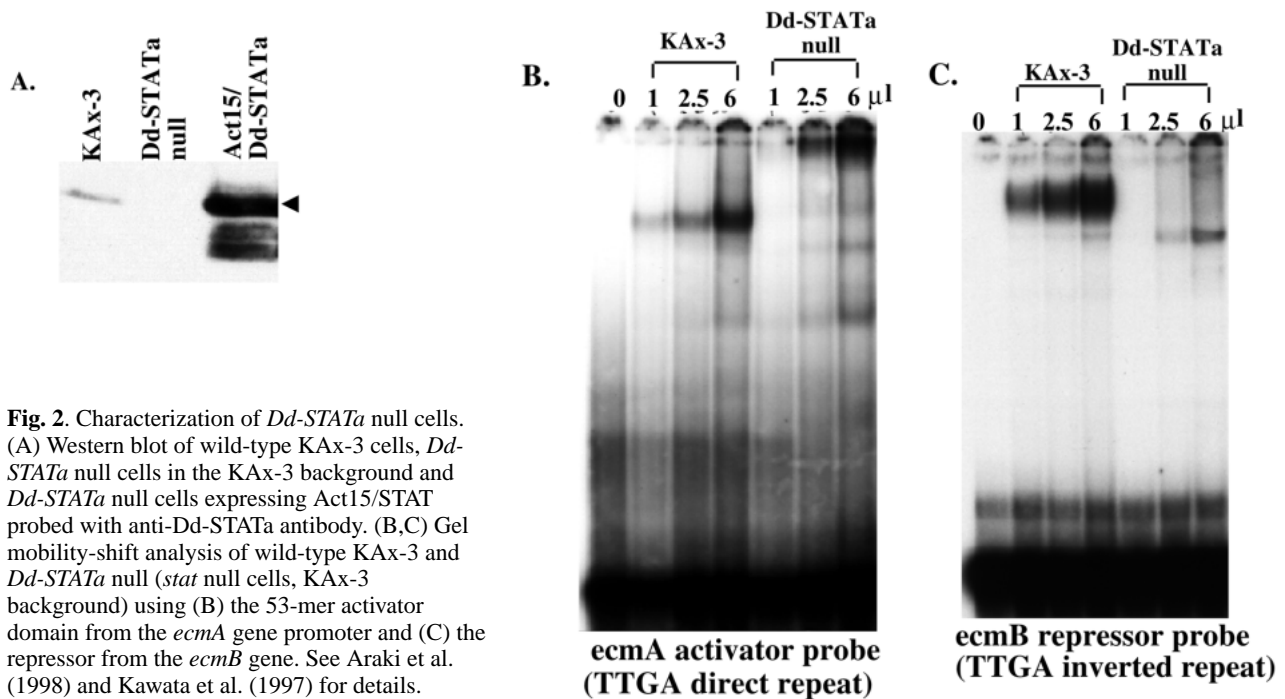 A.
KAx-3
Dd-STATa
null
Act15/
Dd-STATa
B.
KAx-3
Dd-STATa
null
0 1 2.5 6 1 2.5 6 µl
ecmA activator probe
(TTGA direct repeat)
C.
KAx-3
Dd-STATa
null
0 1 2.5 6 1 2.5 6 µl
ecmB repressor probe
(TTGA inverted repeat)
Fig. 2. Characterization of Dd-STATa null cells.
(A) Western blot of wild-type KAx-3 cells, Dd-
STATa null cells in the KAx-3 background and
Dd-STATa null cells expressing Act15/STAT
probed with anti-Dd-STATa antibody. (B,C) Gel
mobility-shift analysis of wild-type KAx-3 and
Dd-STATa null (stat null cells, KAx-3
background) using (B) the 53-mer activator
domain from the ecmA gene promoter and (C) the
repressor from the ecmB gene. See Araki et al.
(1998) and Kawata et al. (1997) for details.